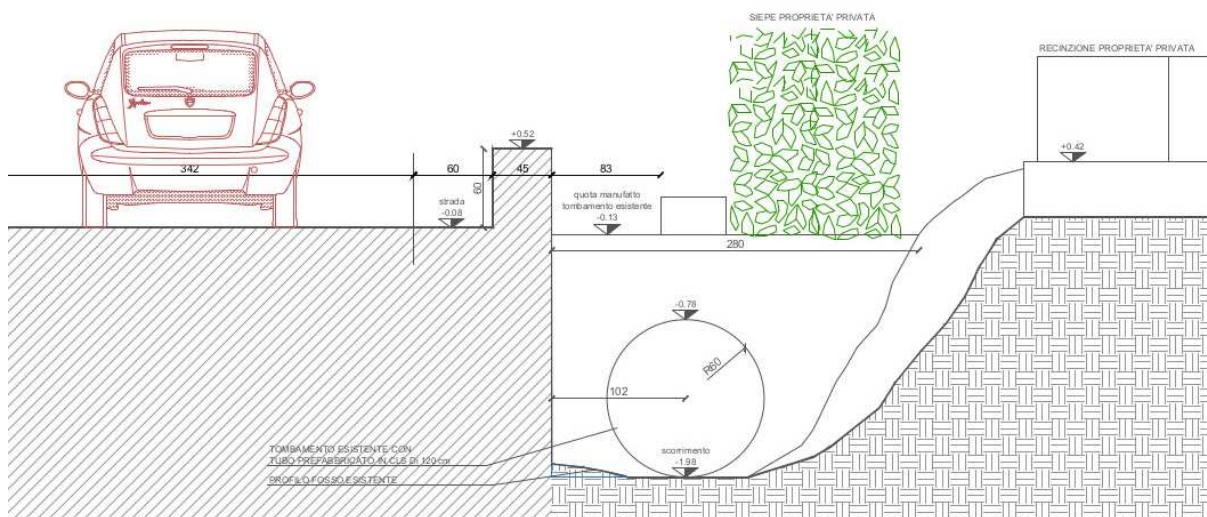 SIEPE PROPRIETA' PRIVATA
RECINZIONE PROPRIETA' PRIVATA
+0.52
+0.42
342
60
45
83
60
strada
-0.08
quota manufatto
tombamento esistente
-0.13
280
-0.78
R60
102
TOMBAMENTO ESISTENTE CON
TUBO PREFABBRICATO IN CLS Di 120 cm
PROFILO FOSSO ESISTENTE
scorrimento
-1.98